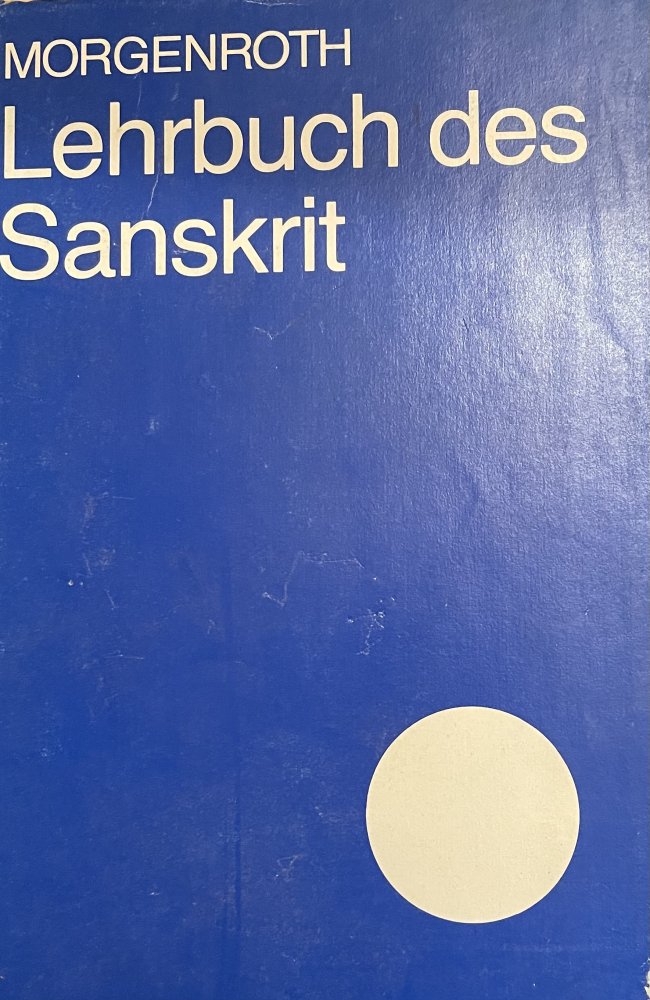 MORGENROTH
Lehrbuch des
Sanskrit